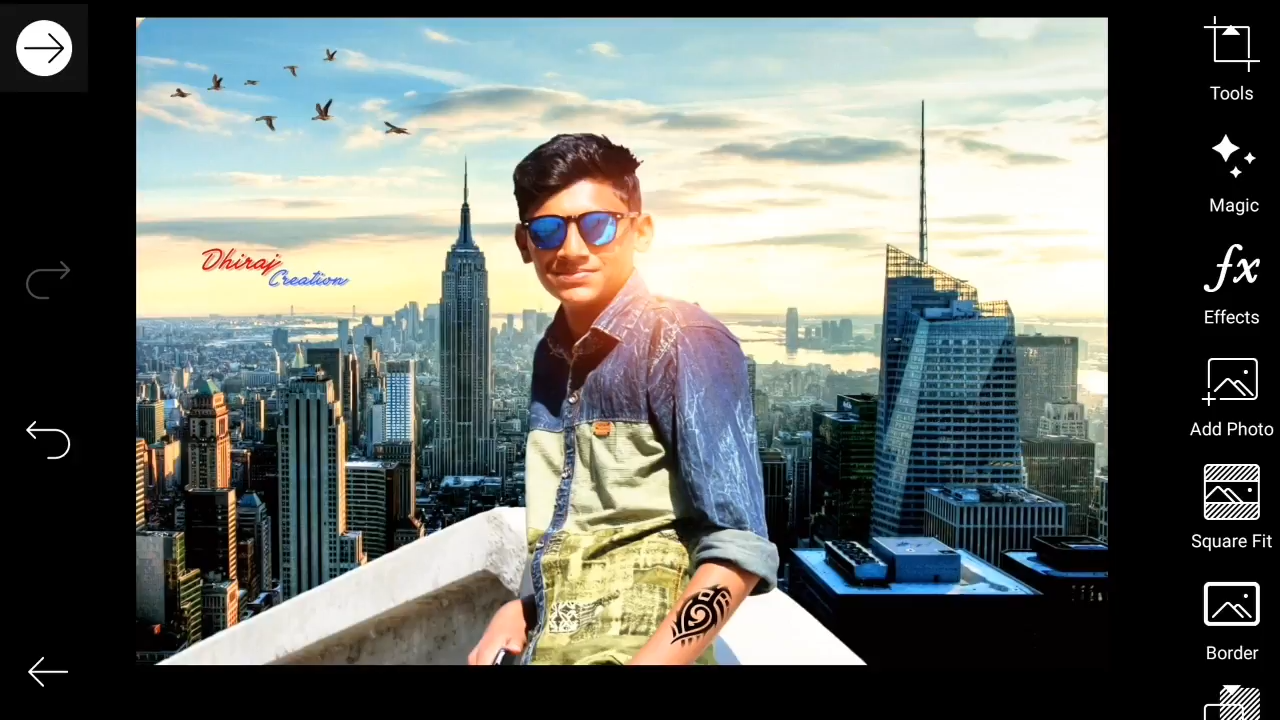 Tools
Magic
fx
Effects
Add Photo
Square Fit
Border
Dhiraj
Creation